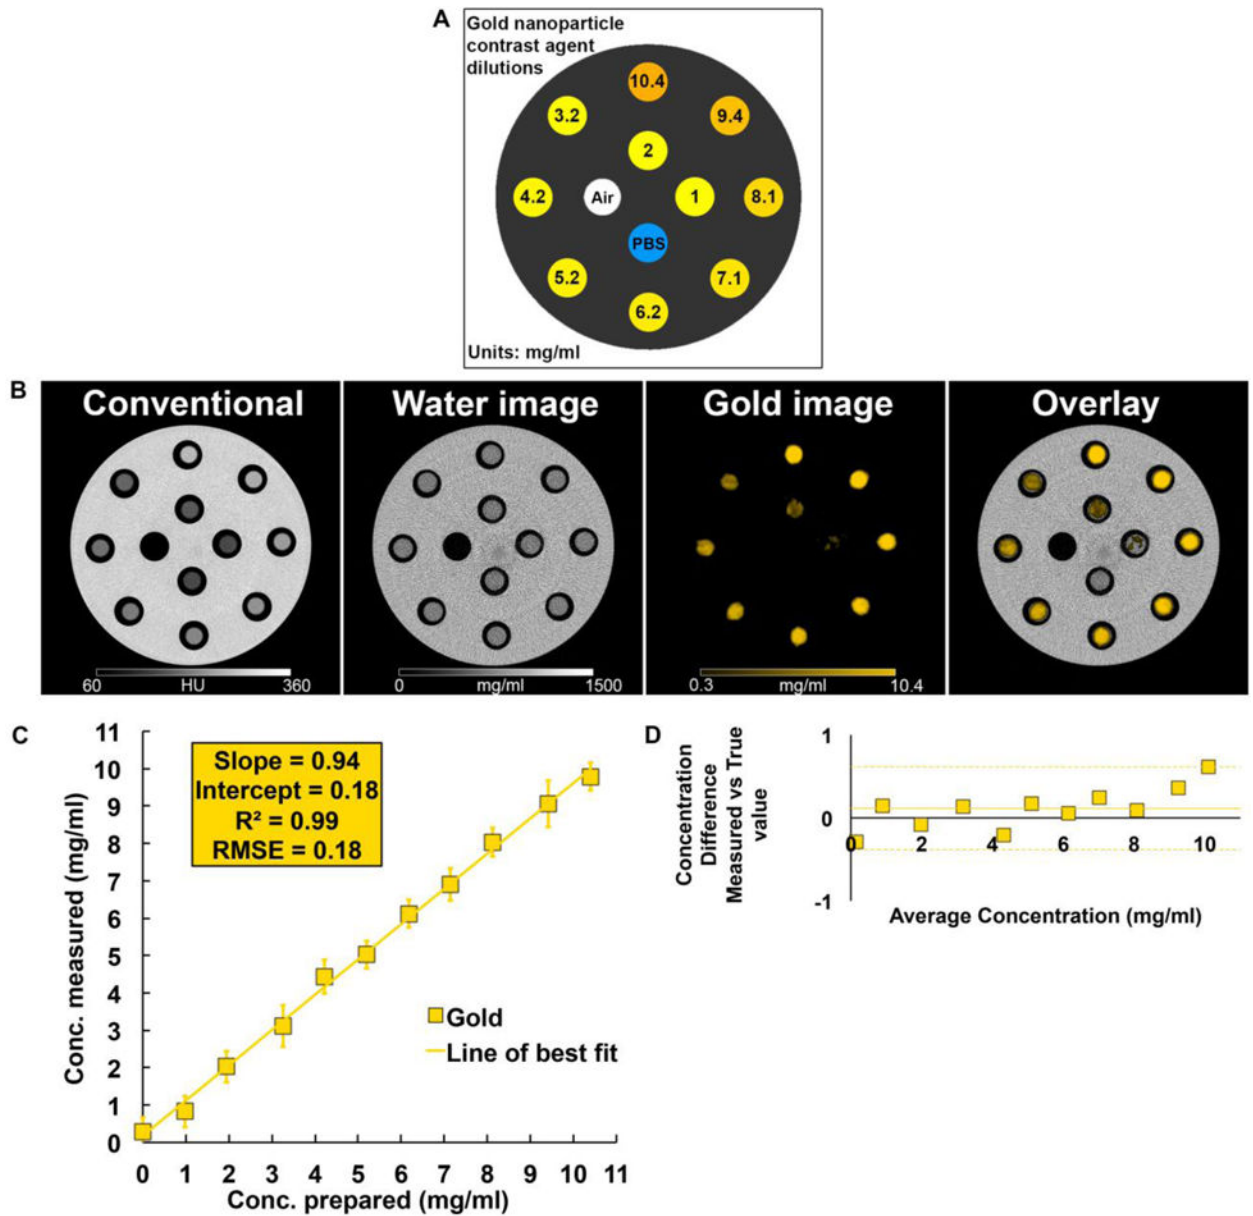 A
Gold nanoparticle
contrast agent
dilutions
10.4
3.2
9.4
2
4.2
Air
1
8.1
PBS
5.2
7.1
6.2
Units: mg/ml
B
Conventional
Water image
Gold image
Overlay
60
HU
360
0
mg/ml
1500
0.3
mg/ml
10.4
C
Conc. measured (mg/ml)
11
10
9
8
7
6
5
4
3
2
1
0
Slope = 0.94
Intercept = 0.18
R² = 0.99
RMSE = 0.18
Gold
Line of best fit
0 1 2 3 4 5 6 7 8 9 10 11
Conc. prepared (mg/ml)
D
Concentration
Difference
Measured vs True
value
1
0
-1
0 2 4 6 8 10
Average Concentration (mg/ml)